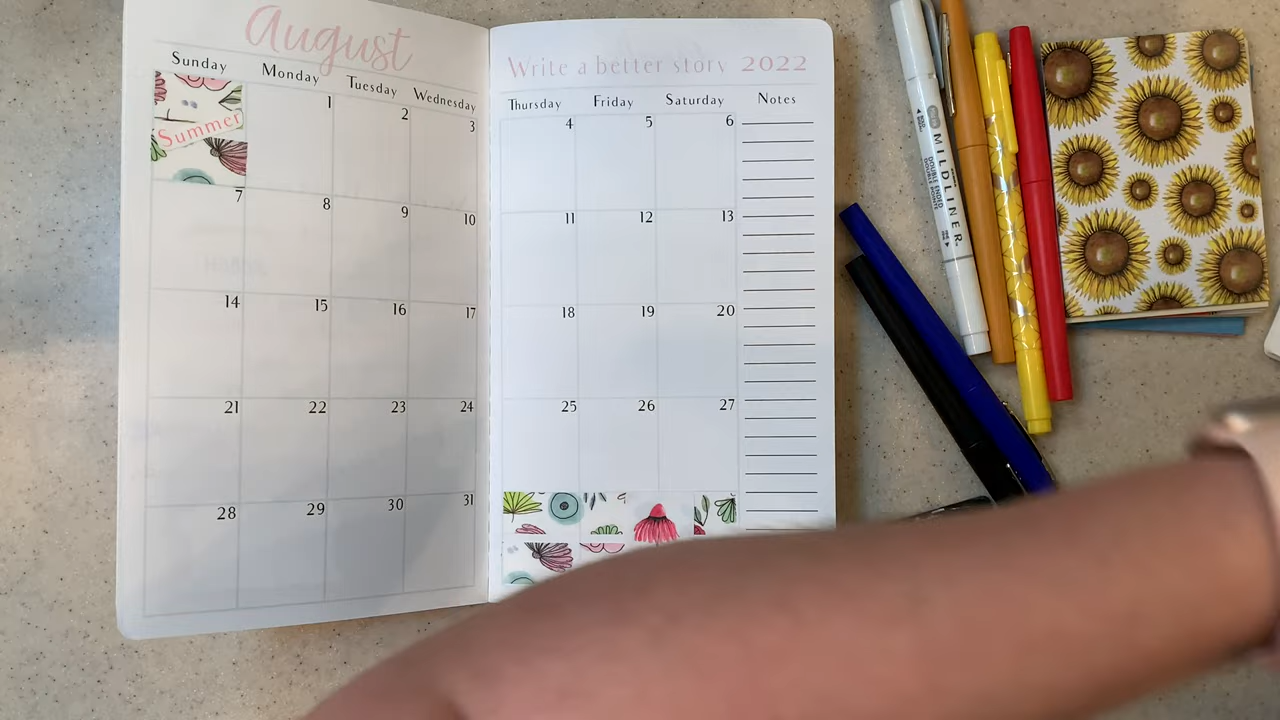 August
Sunday Monday Tuesday Wednesday
Summer 1 2 3
7 8 9 10
14 15 16 17
21 22 23 24
28 29 30 31
Write a better story 2022
Thursday Friday Saturday Notes
4 5 6
11 12 13
18 19 20
25 26 27
MILDLINER
DOUBLE ENDED